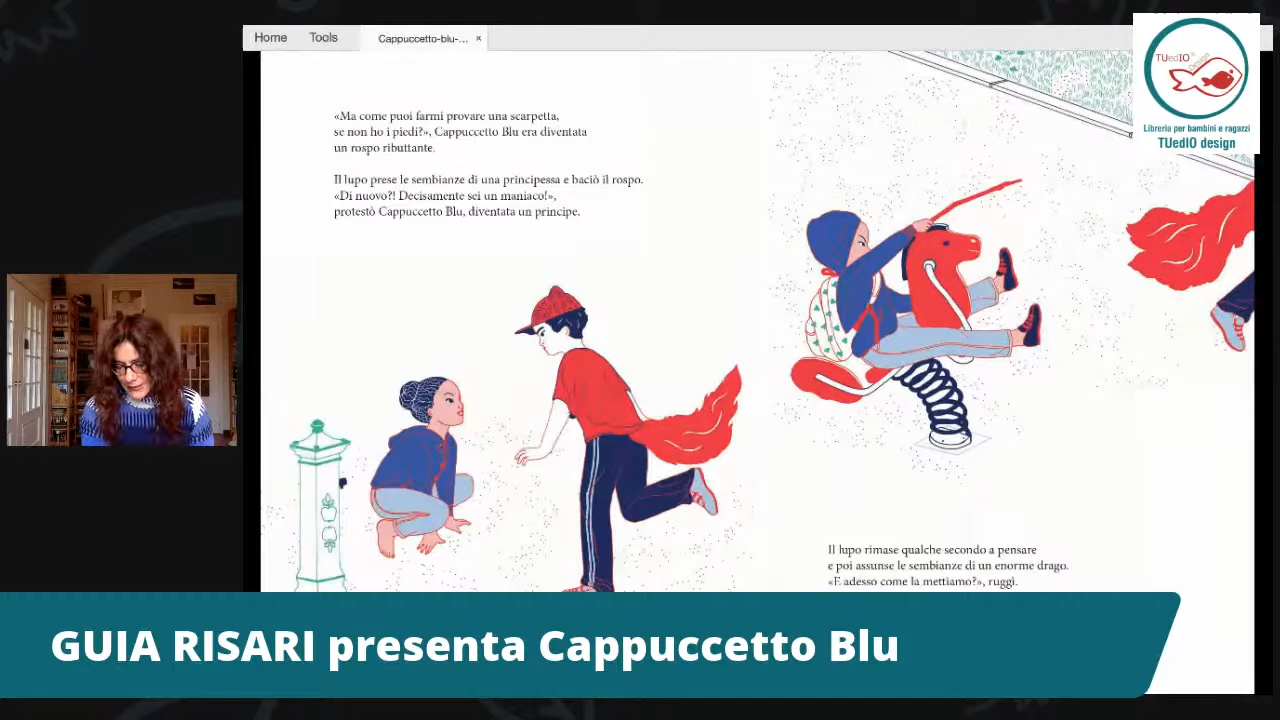 Home Tools Cappuccetto-blu-... ×
«Ma come puoi farmi provare una scarpetta,
se non ho i piedi?», Cappuccetto Blu era diventata
un rospo ributtante.
Il lupo prese le sembianze di una principessa e baciò il rospo.
«Di nuovo?! Decisamente sei un maniaco!»,
protestò Cappuccetto Blu, diventata un principe.
Il lupo rimase qualche secondo a pensare
e poi assunse le sembianze di un enorme drago.
«E adesso come la mettiamo?», ruggì.
TUedIO® Design
Libreria per bambini e ragazzi
TUedIO design
GUIA RISARI presenta Cappuccetto Blu